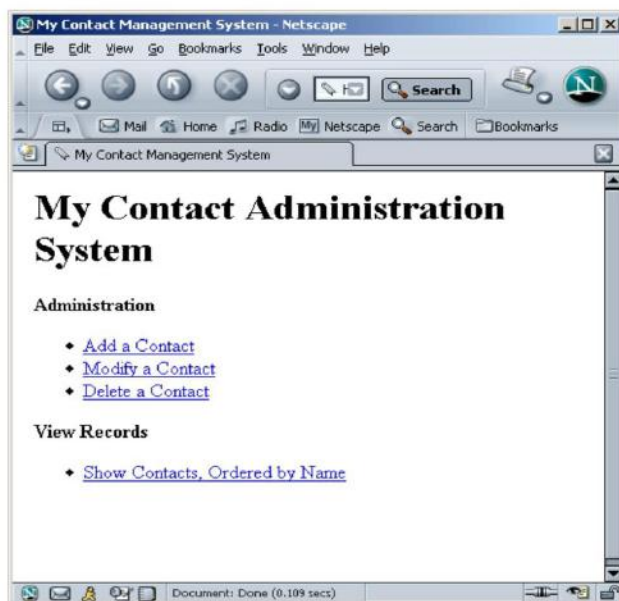 My Contact Management System - Netscape
File Edit View Go Bookmarks Tools Window Help
Search
N
Mail Home Radio My Netscape Search Bookmarks
My Contact Management System
My Contact Administration
System
Administration
Add a Contact
Modify a Contact
Delete a Contact
View Records
Show Contacts, Ordered by Name
Document: Done (0.109 secs)